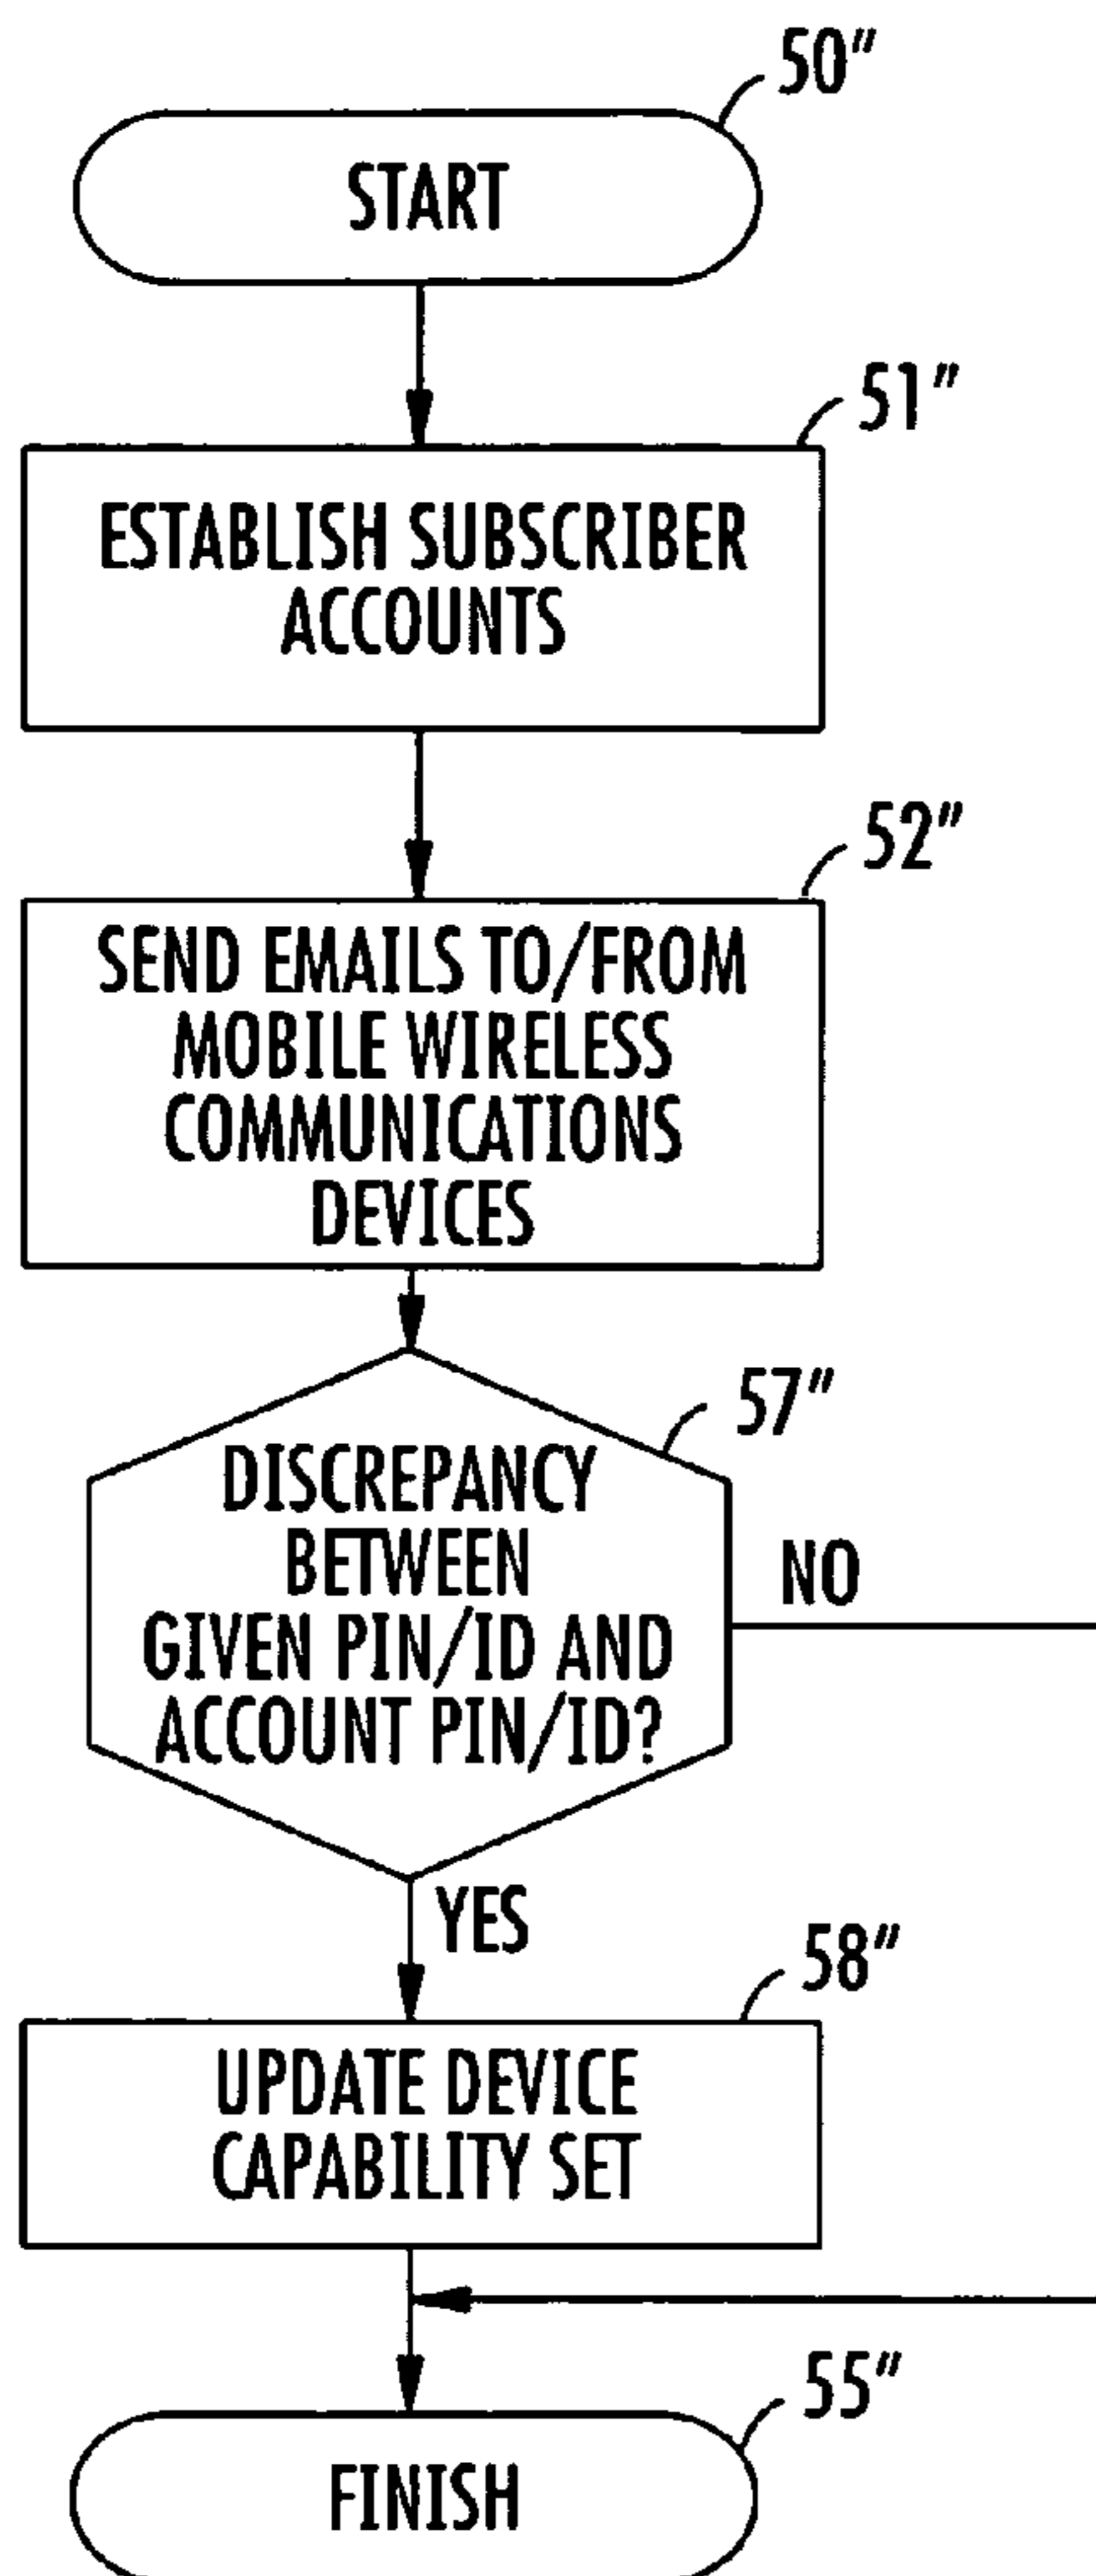 50"
START
51"
ESTABLISH SUBSCRIBER
ACCOUNTS
52"
SEND EMAILS TO/FROM
MOBILE WIRELESS
COMMUNICATIONS
DEVICES
57"
DISCREPANCY
BETWEEN
GIVEN PIN/ID AND
ACCOUNT PIN/ID?
NO
YES
58"
UPDATE DEVICE
CAPABILITY SET
55"
FINISH